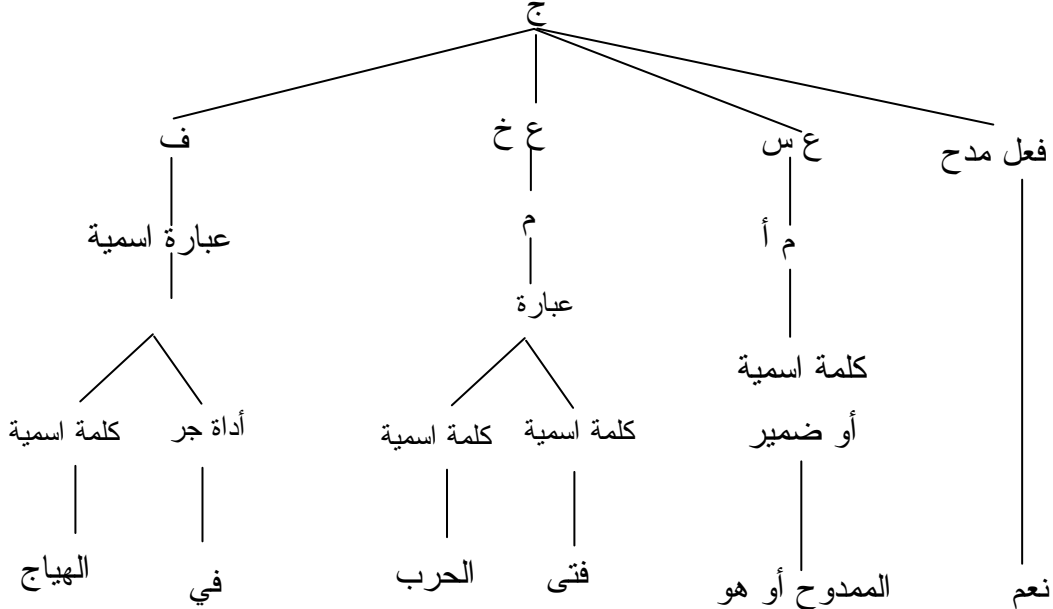 ج
فعل مدح ع س ع خ ف
م أ م عبارة اسمية
عبارة
كلمة اسمية
أو ضمير كلمة اسمية كلمة اسمية أداة جر كلمة اسمية
نعم الممدوح أو هو فتى الحرب في الهياج